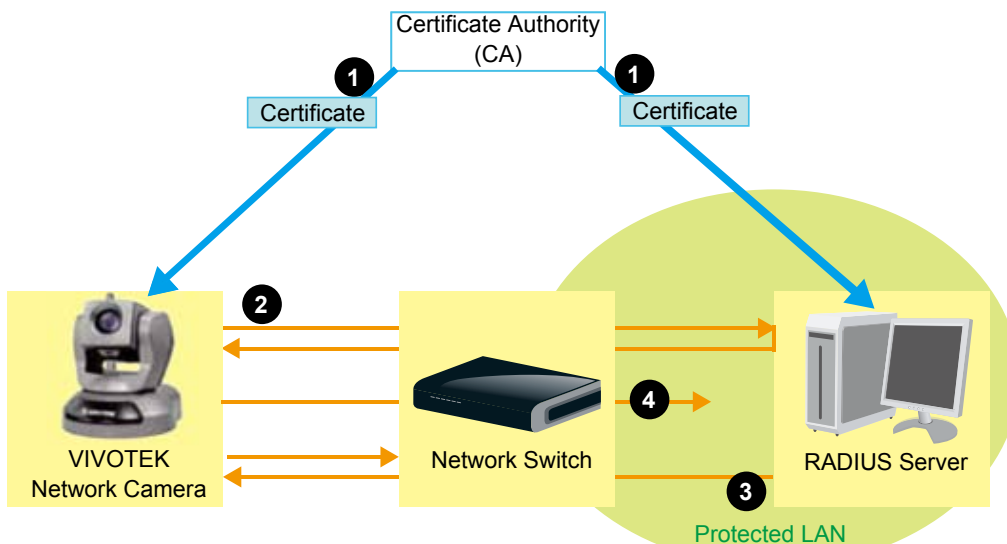 Certificate Authority
(CA)
1
1
Certificate
Certificate
2
4
VIVOTEK
Network Camera
Network Switch
RADIUS Server
3
Protected LAN